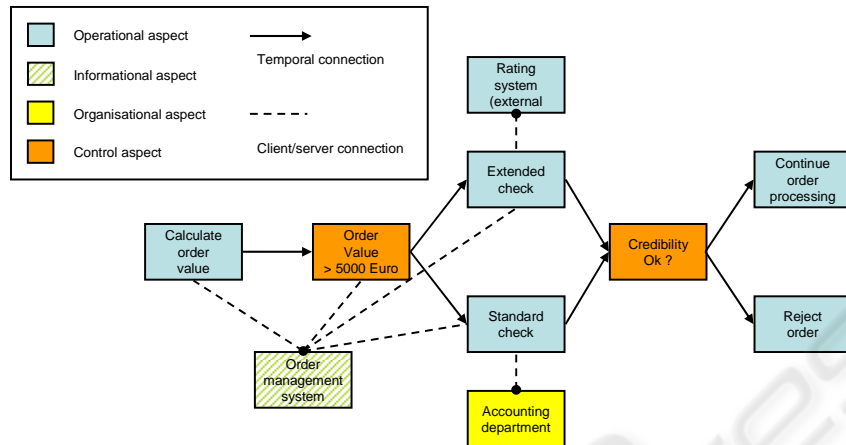 Operational aspect
Temporal connection
Informational aspect
Organisational aspect
Client/server connection
Control aspect
Rating
system
(external
Extended
check
Continue
order
processing
Calculate
order
value
Order
Value
> 5000 Euro
Credibility
Ok ?
Standard
check
Reject
order
Order
management
system
Accounting
department